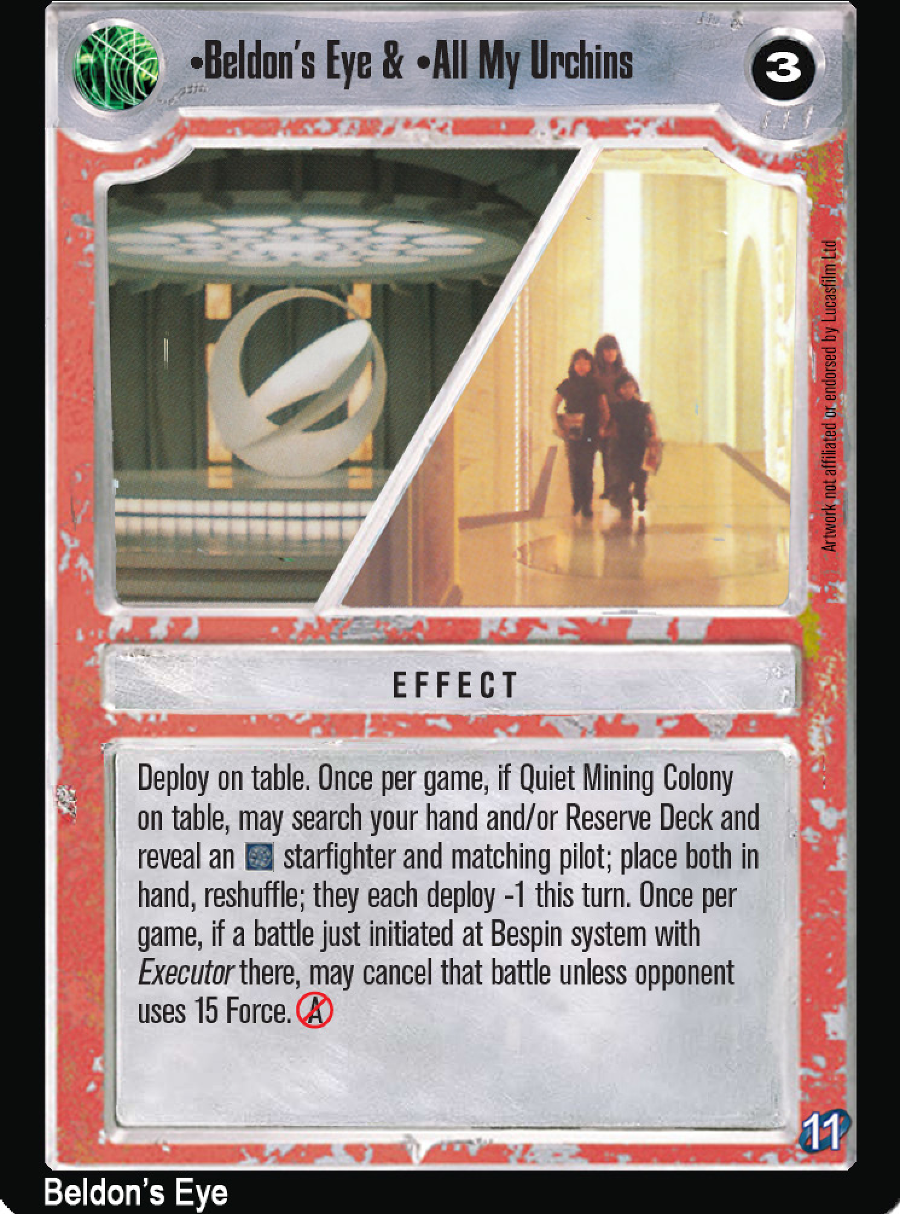 •Beldon's Eye & •All My Urchins
3
Artwork not affiliated or endorsed by Lucasfilm Ltd
EFFECT
Deploy on table. Once per game, if Quiet Mining Colony
on table, may search your hand and/or Reserve Deck and
reveal an starfighter and matching pilot; place both in
hand, reshuffle; they each deploy -1 this turn. Once per
game, if a battle just initiated at Bespin system with
Executor there, may cancel that battle unless opponent
uses 15 Force. A
11
Beldon's Eye